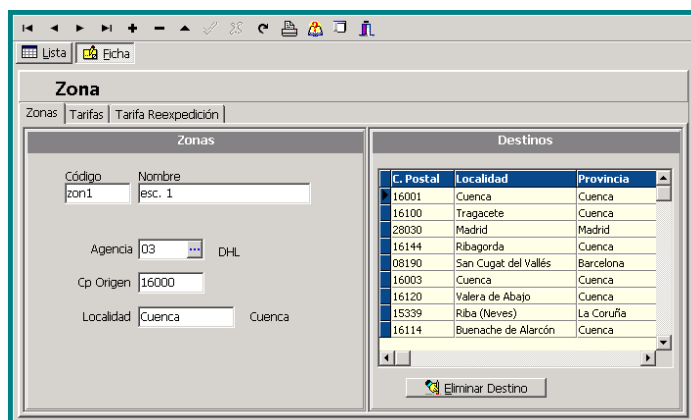 Lista Ficha
Zona
Zonas Tarifas Tarifa Reexpedición
Zonas
Código Nombre
zon1 esc. 1
Agencia 03 ... DHL
Cp Origen 16000
Localidad Cuenca Cuenca
Destinos
C. Postal Localidad Provincia
16001 Cuenca Cuenca
16100 Tragacete Cuenca
28030 Madrid Madrid
16144 Ribagorda Cuenca
08190 San Cugat del Vallés Barcelona
16003 Cuenca Cuenca
16120 Valera de Abajo Cuenca
15339 Riba (Neves) La Coruña
16114 Buenache de Alarcón Cuenca
Eliminar Destino